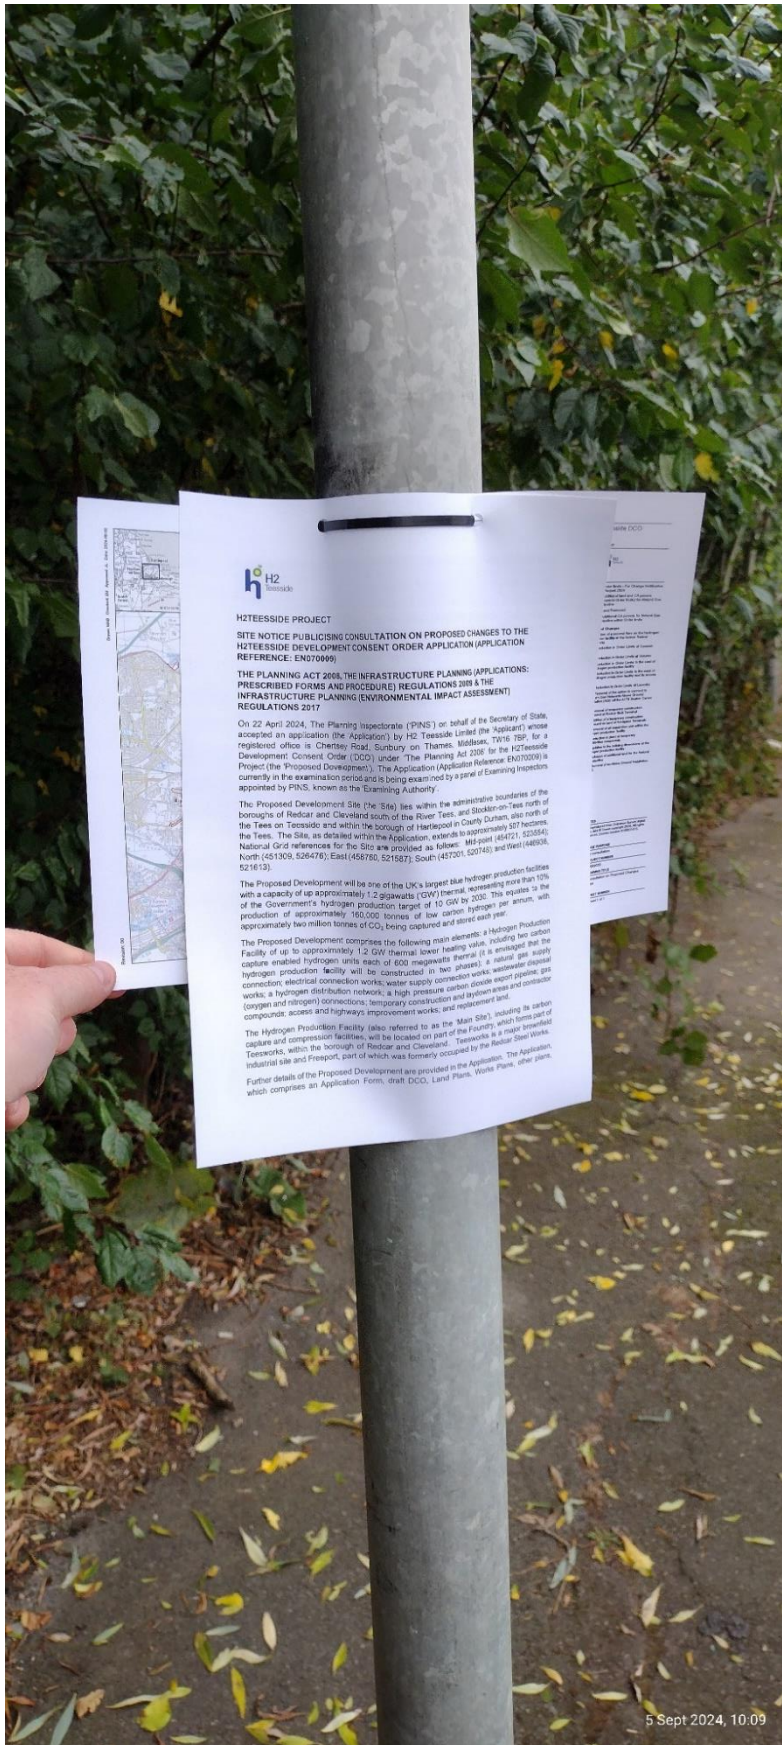 H2
Teesside
H2TEESSIDE PROJECT
SITE NOTICE PUBLICISING CONSULTATION ON PROPOSED CHANGES TO THE
H2TEESSIDE DEVELOPMENT CONSENT ORDER APPLICATION (APPLICATION
REFERENCE: EN070009)
THE PLANNING ACT 2008, THE INFRASTRUCTURE PLANNING (APPLICATIONS:
PRESCRIBED FORMS AND PROCEDURE) REGULATIONS 2009 & THE
INFRASTRUCTURE PLANNING (ENVIRONMENTAL IMPACT ASSESSMENT)
REGULATIONS 2017
On 22 April 2024, The Planning Inspectorate ('PINS') on behalf of the Secretary of State,
accepted an application (the Application') by H2 Teesside Limited (the 'Applicant') whose
registered office is Chertsey Road, Sunbury on Thames, Middlesex, TW16 7BP, for a
Development Consent Order ('DCO') under 'The Planning Act 2008' for the H2Teesside
Project (the 'Proposed Development'). The Application (Application Reference: EN070009) is
currently in the examination period and is being examined by a panel of Examining Inspectors
appointed by PINS, known as the 'Examining Authority'.
The Proposed Development Site (the 'Site') lies within the administrative boundaries of the
boroughs of Redcar and Cleveland south of the River Tees, and Stockton-on-Tees north of
the Tees on Teesside and within the borough of Hartlepool in County Durham, also north of
the Tees. The Site, as detailed within the Application, extends to approximately 507 hectares.
National Grid references for the Site are provided as follows: Mid-point (454721, 523554);
North (451309, 526476); East (458760, 521587); South (457001, 520745); and West (446936,
521613).
The Proposed Development will be one of the UK's largest blue hydrogen production facilities
with a capacity of up approximately 1.2 gigawatts ('GW') thermal, representing more than 10%
of the Government's hydrogen production target of 10 GW by 2030. This equates to the
production of approximately 160,000 tonnes of low carbon hydrogen per annum, with
approximately two million tonnes of CO₂ being captured and stored each year.
The Proposed Development comprises the following main elements: a Hydrogen Production
Facility of up to approximately 1.2 GW thermal lower heating value, including two carbon
capture enabled hydrogen units each of 600 megawatts thermal (it is envisaged that the
hydrogen production facility will be constructed in two phases); a natural gas supply
connection; electrical connection works; water supply connection works; wastewater disposal
works; a hydrogen distribution network; a high pressure carbon dioxide export pipeline; gas
(oxygen and nitrogen) connections; temporary construction and laydown areas and contractor
compounds; access and highways improvement works; and replacement land.
The Hydrogen Production Facility (also referred to as the 'Main Site), including its carbon
capture and compression facilities, will be located on part of the Foundry, which forms part of
Teesworks, within the borough of Redcar and Cleveland. Teesworks is a major brownfield
industrial site and Freeport, part of which was formerly occupied by the Redcar Steel Works.
Further details of the Proposed Development are provided in the Application. The Application,
which comprises an Application Form, draft DCO, Land Plans, Works Plans, other plans,
5 Sept 2024, 10:09